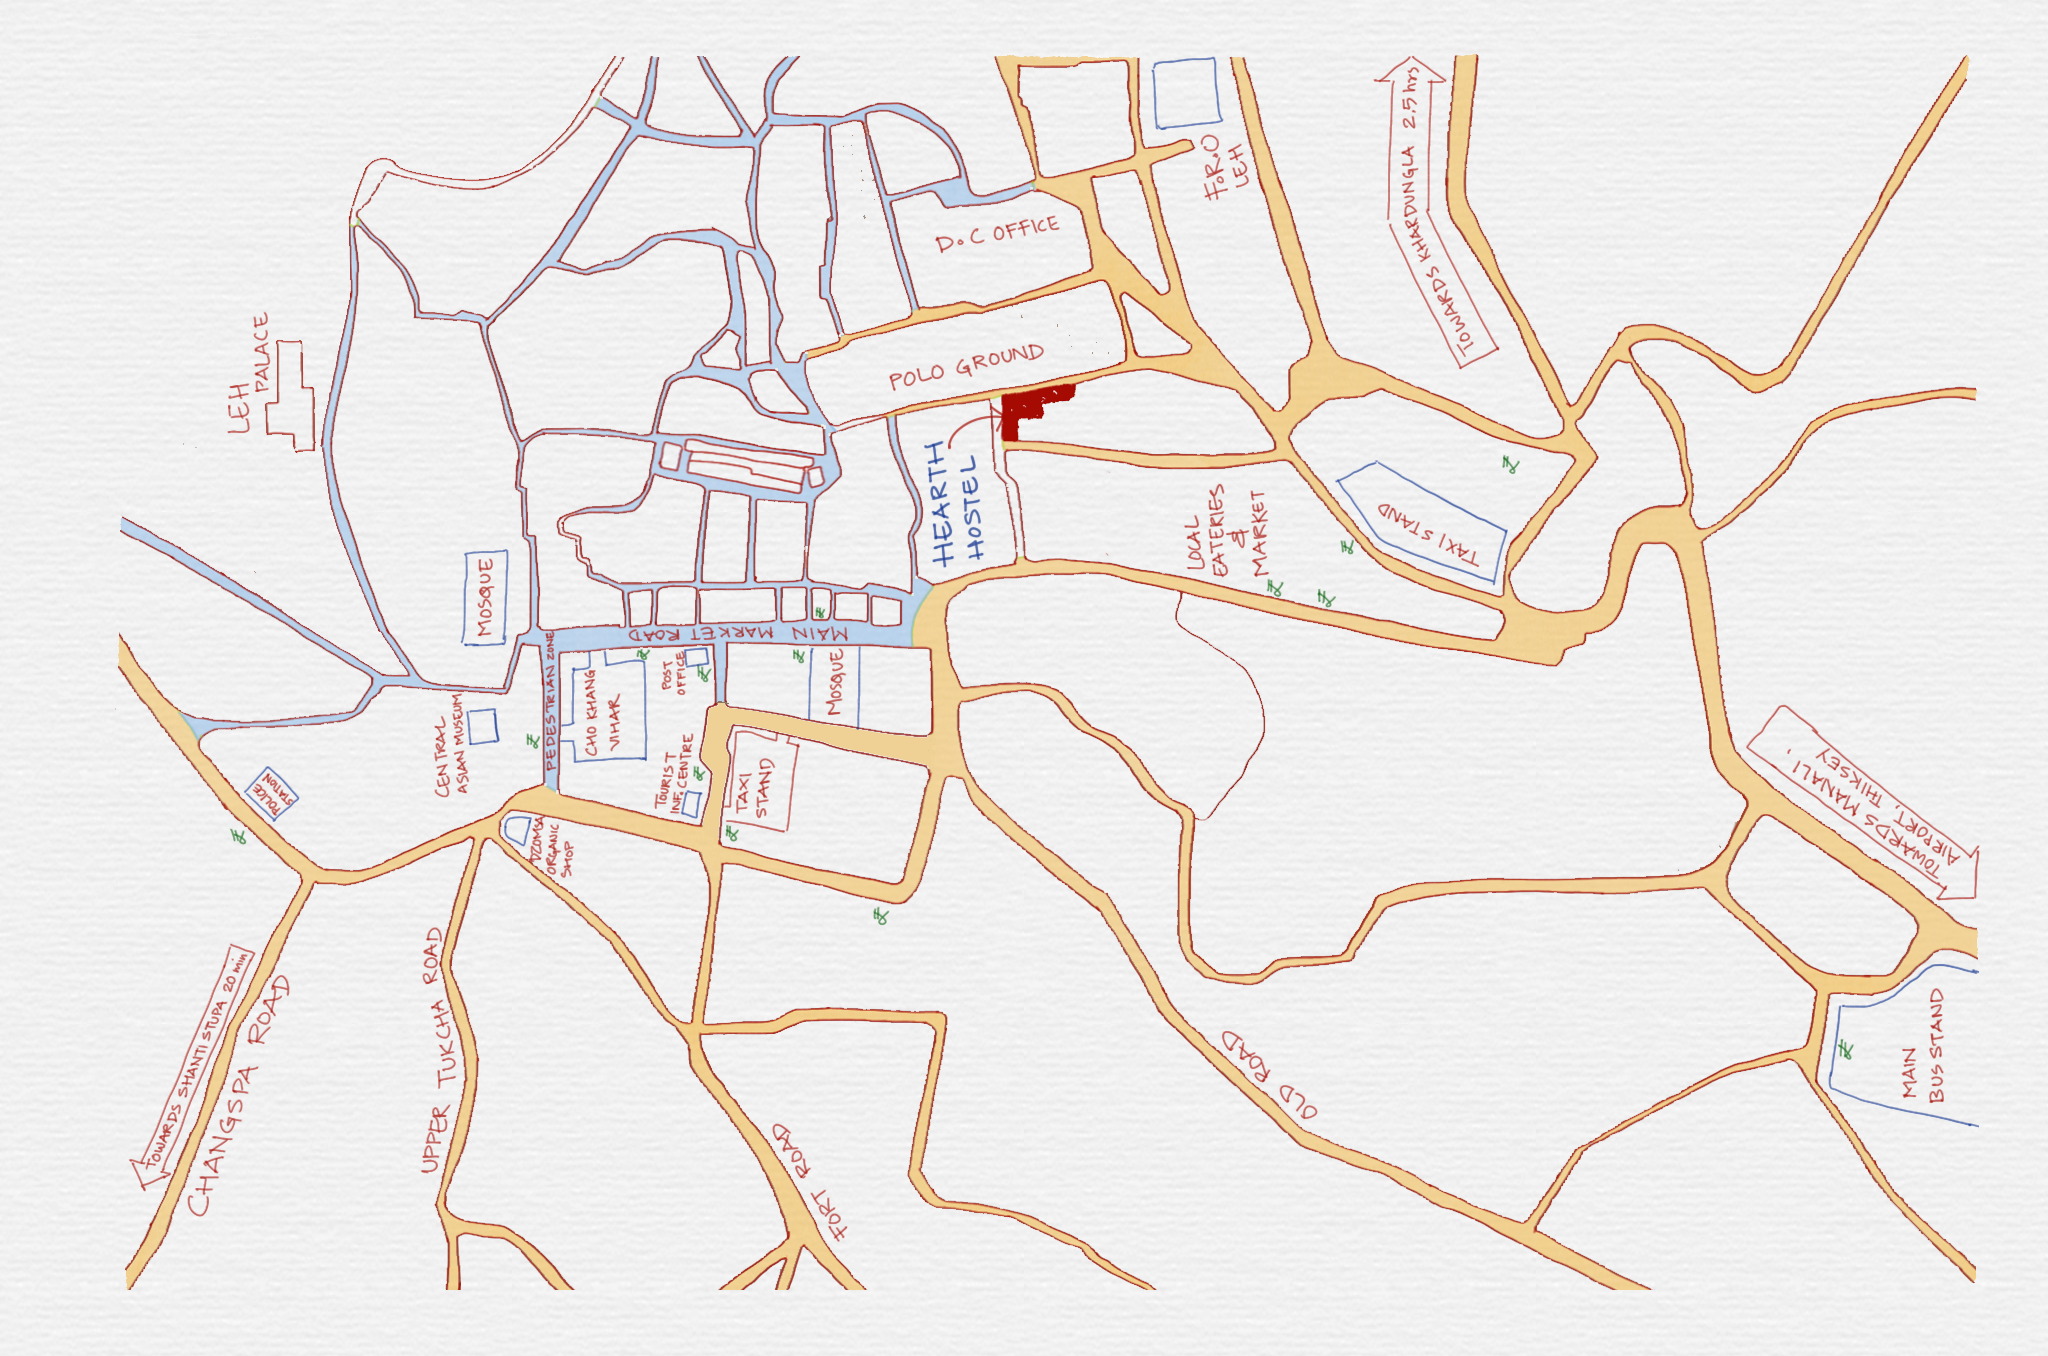 F.R.O
LEH
TOWARDS KHARDUNGLA 2.5 hrs
D.C OFFICE
LEH
PALACE
POLO GROUND
HEARTH
HOSTEL
LOCAL
EATERIES
&
MARKET
TAXI STAND
MOSQUE
MAIN MARKET ROAD
PEDESTRIAN ZONE
CHO KHANG
VIHAR
POST
OFFICE
MOSQUE
CENTRAL
ASIAN MUSEUM
POLICE
STATION
TOURIST
INF. CENTRE
TAXI
STAND
DZOMSA
ORGANIC
SHOP
TOWARDS MANALI,
AIRPORT, THIKSEY
TOWARDS SHANTI STUPA 20 min
CHANGSPA ROAD
UPPER TUKCHA ROAD
FORT ROAD
OLD ROAD
MAIN
BUS STAND